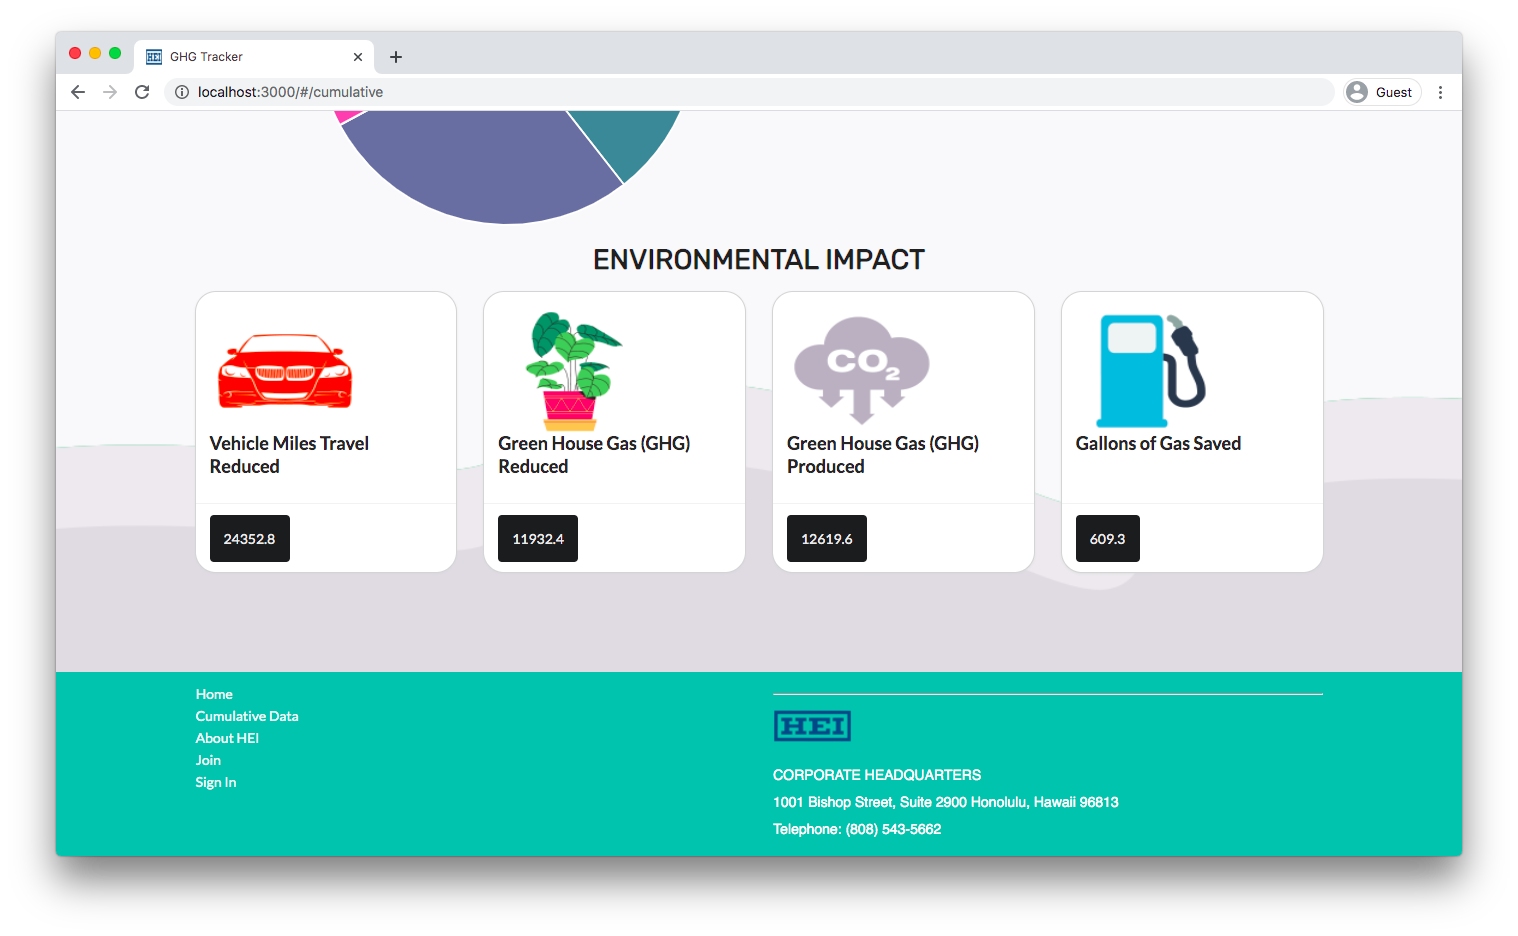 GHG Tracker
localhost:3000/#/cumulative
Guest
ENVIRONMENTAL IMPACT
CO2
Vehicle Miles Travel
Reduced
24352.8
Green House Gas (GHG)
Reduced
11932.4
Green House Gas (GHG)
Produced
12619.6
Gallons of Gas Saved
609.3
Home
Cumulative Data
About HEI
Join
Sign In
HEI
CORPORATE HEADQUARTERS
1001 Bishop Street, Suite 2900 Honolulu, Hawaii 96813
Telephone: (808) 543-5662